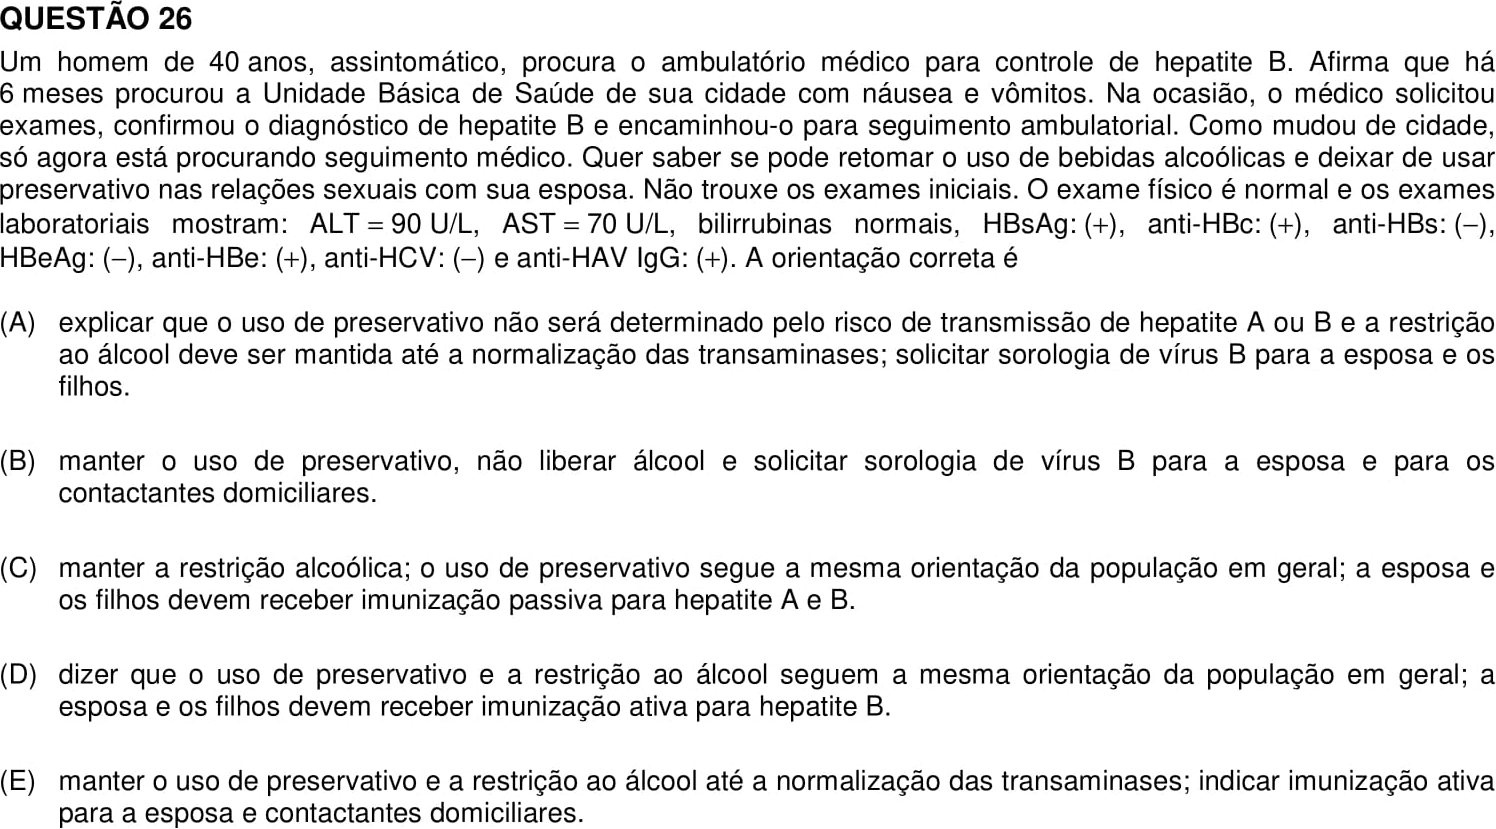 QUESTÃO 26
Um homem de 40 anos, assintomático, procura o ambulatório médico para controle de hepatite B. Afirma que há
6 meses procurou a Unidade Básica de Saúde de sua cidade com náusea e vômitos. Na ocasião, o médico solicitou
exames, confirmou o diagnóstico de hepatite B e encaminhou-o para seguimento ambulatorial. Como mudou de cidade,
só agora está procurando seguimento médico. Quer saber se pode retomar o uso de bebidas alcoólicas e deixar de usar
preservativo nas relações sexuais com sua esposa. Não trouxe os exames iniciais. O exame físico é normal e os exames
laboratoriais mostram: ALT = 90 U/L, AST = 70 U/L, bilirrubinas normais, HBsAg: (+), anti-HBc: (+), anti-HBs: (−),
HBeAg: (−), anti-HBe: (+), anti-HCV: (−) e anti-HAV IgG: (+). A orientação correta é
(A) explicar que o uso de preservativo não será determinado pelo risco de transmissão de hepatite A ou B e a restrição
ao álcool deve ser mantida até a normalização das transaminases; solicitar sorologia de vírus B para a esposa e os
filhos.
(B) manter o uso de preservativo, não liberar álcool e solicitar sorologia de vírus B para a esposa e para os
contactantes domiciliares.
(C) manter a restrição alcoólica; o uso de preservativo segue a mesma orientação da população em geral; a esposa e
os filhos devem receber imunização passiva para hepatite A e B.
(D) dizer que o uso de preservativo e a restrição ao álcool seguem a mesma orientação da população em geral; a
esposa e os filhos devem receber imunização ativa para hepatite B.
(E) manter o uso de preservativo e a restrição ao álcool até a normalização das transaminases; indicar imunização ativa
para a esposa e contactantes domiciliares.